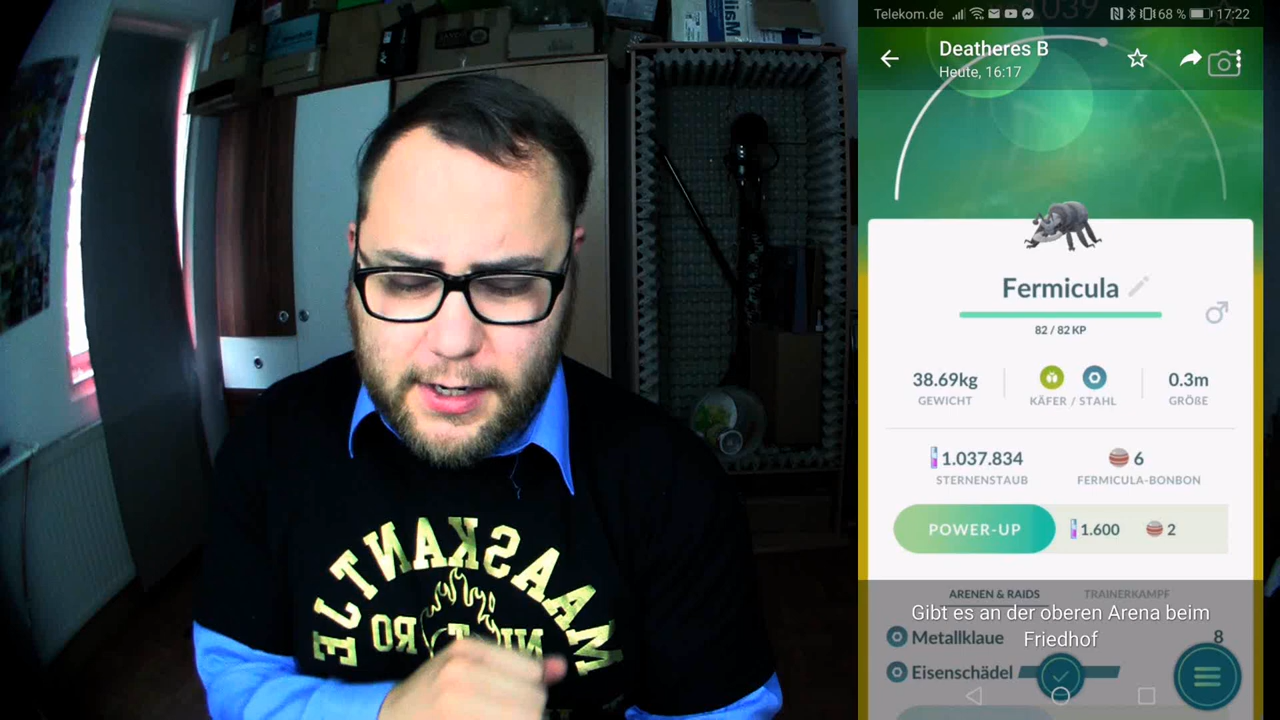 Telekom.de 68 % 17:22
Deatheres B
Heute, 16:17
Fermicula
82 / 82 KP
38.69kg
GEWICHT
KÄFER / STAHL
0.3m
GRÖßE
1.037.834
STERNENSTAUB
6
FERMICULA-BONBON
POWER-UP 1.600 2
ARENEN & RAIDS TRAINERKAMPF
Gibt es an der oberen Arena beim
Friedhof
Metallklaue 8
Eisenschädel
MAASKANTJE